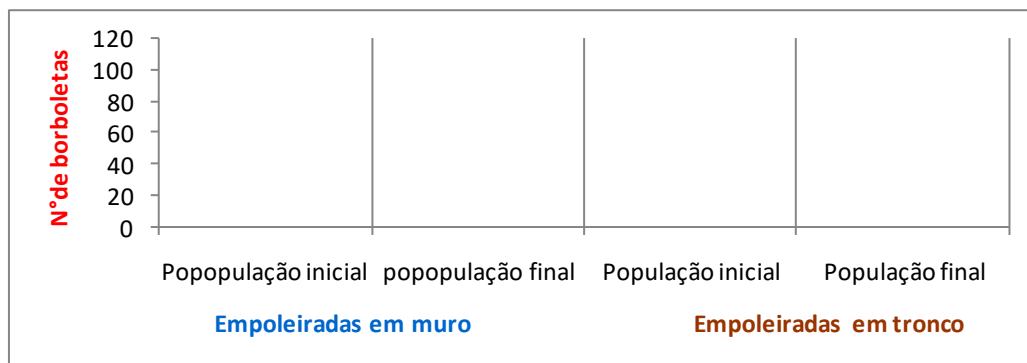 N°de borboletas
120
100
80
60
40
20
0
Popopulação inicial popopulação final População inicial População final
Empoleiradas em muro Empoleiradas em tronco